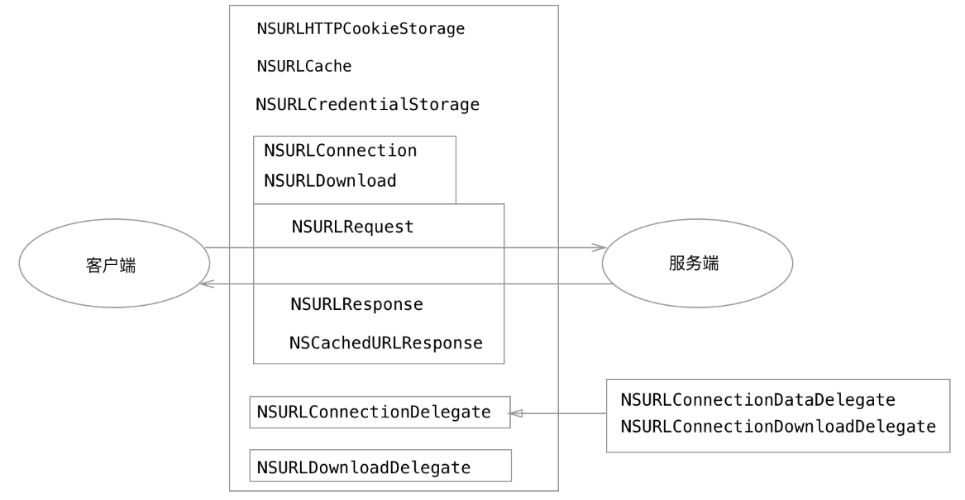 NSURLHTTPCookieStorage
NSURLCache
NSURLCredentialStorage
NSURLConnection
NSURLDownload
NSURLRequest
客户端
服务端
NSURLResponse
NSCachedURLResponse
NSURLConnectionDelegate
NSURLConnectionDataDelegate
NSURLConnectionDownloadDelegate
NSURLDownloadDelegate